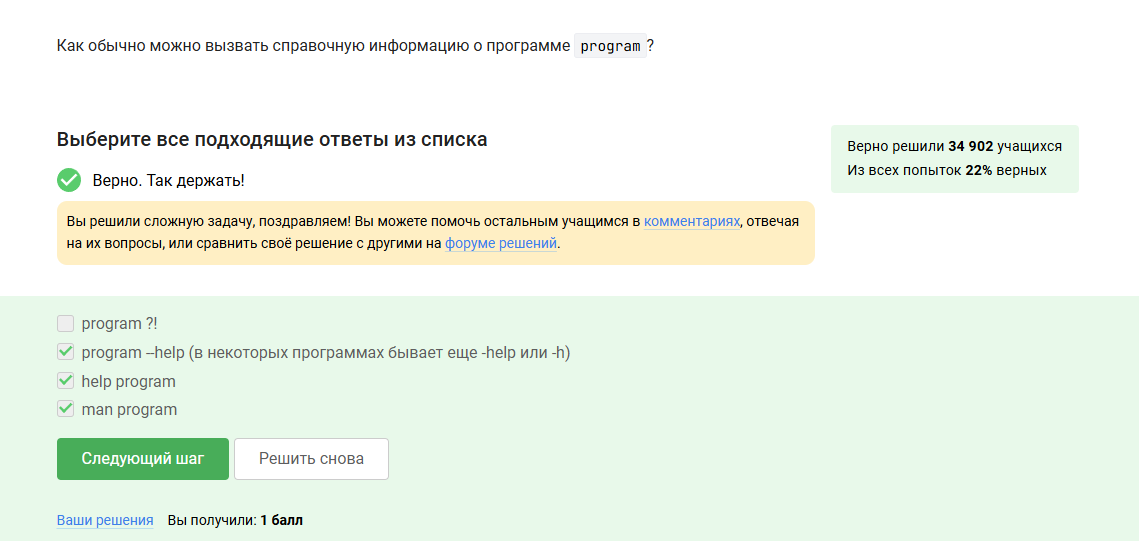 Как обычно можно вызвать справочную информацию о программе program?
Выберите все подходящие ответы из списка
Верно решили 34 902 учащихся
Из всех попыток 22% верных
Верно. Так держать!
Вы решили сложную задачу, поздравляем! Вы можете помочь остальным учащимся в комментариях, отвечая
на их вопросы, или сравнить своё решение с другими на форуме решений.
program ?!
program --help (в некоторых программах бывает еще -help или -h)
help program
man program
Следующий шаг
Решить снова
Ваши решения Вы получили: 1 балл